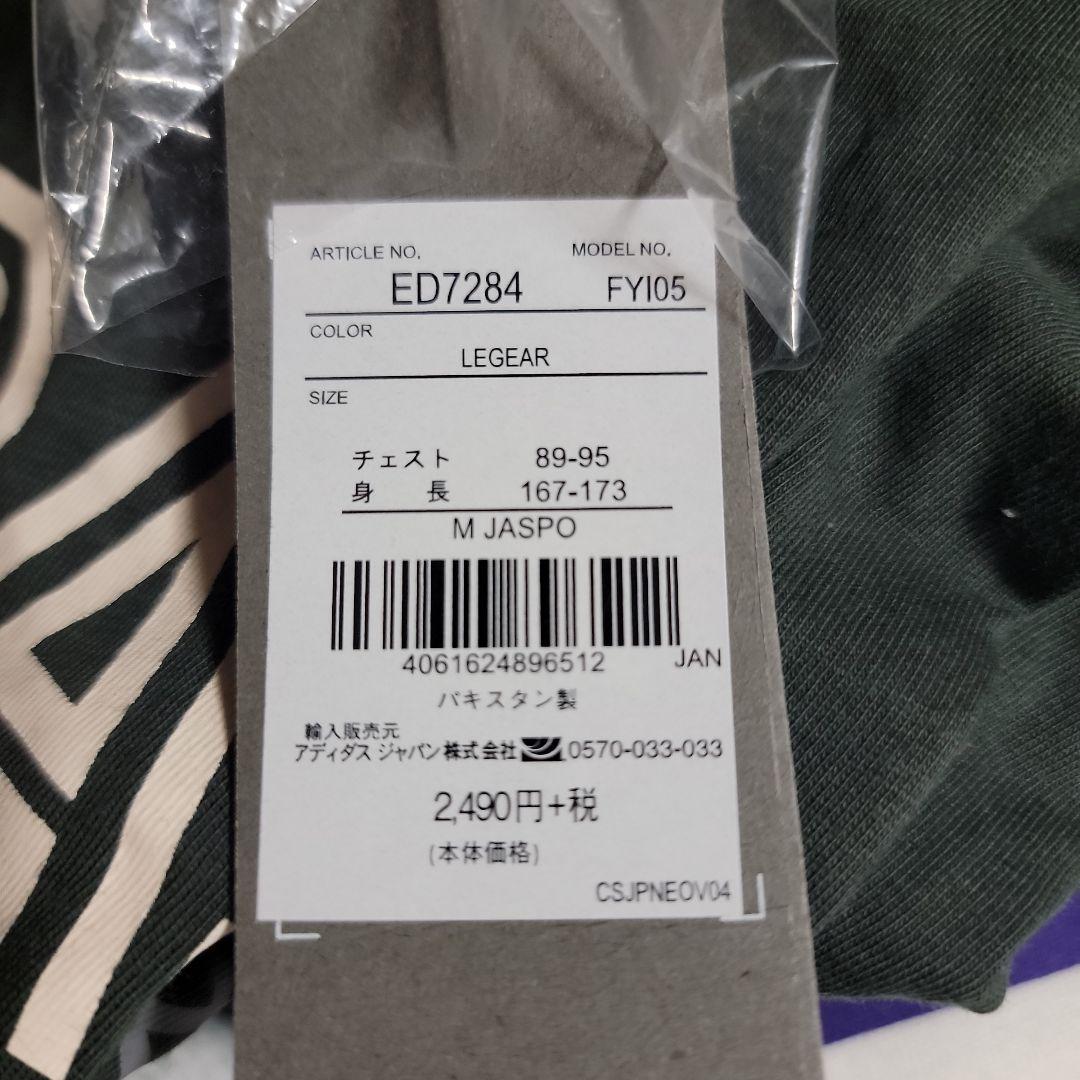 ARTICLE NO. MODEL NO.
ED7284 FYI05
COLOR
LEGEAR
SIZE
チェスト 89-95
身 長 167-173
M JASPO
4061624896512 JAN
パキスタン製
輸入販売元
アディダス ジャパン株式会社 0570-033-033
2,490円+税
(本体価格)
CSJPNEOV04